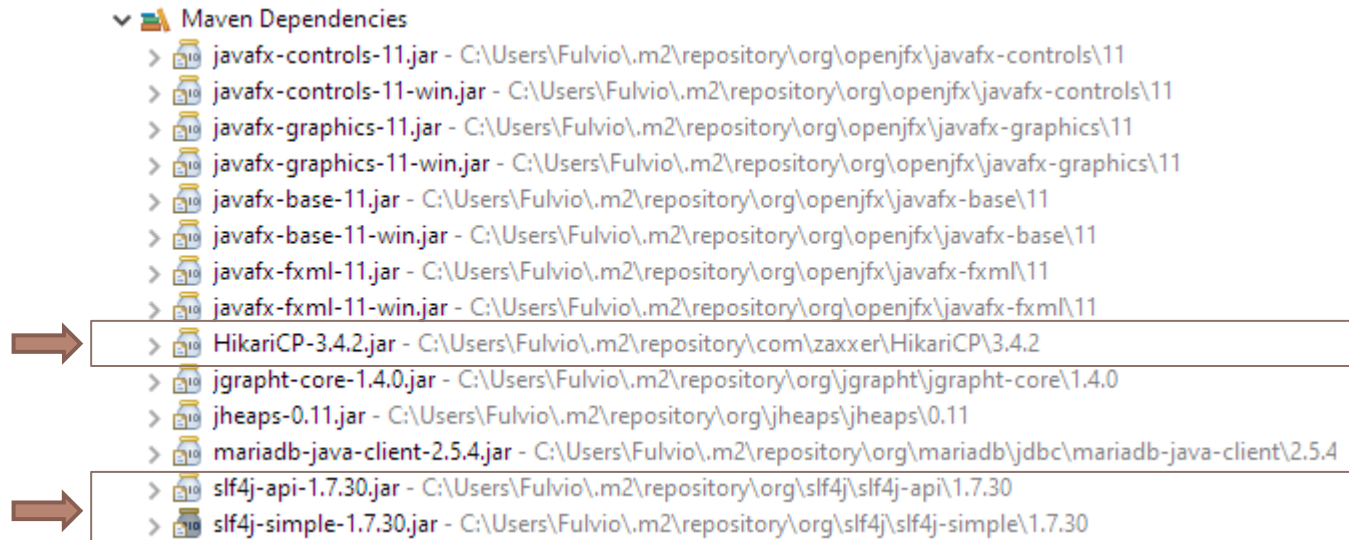 Maven Dependencies
javafx-controls-11.jar - C:\Users\Fulvio\.m2\repository\org\openjfx\javafx-controls\11
javafx-controls-11-win.jar - C:\Users\Fulvio\.m2\repository\org\openjfx\javafx-controls\11
javafx-graphics-11.jar - C:\Users\Fulvio\.m2\repository\org\openjfx\javafx-graphics\11
javafx-graphics-11-win.jar - C:\Users\Fulvio\.m2\repository\org\openjfx\javafx-graphics\11
javafx-base-11.jar - C:\Users\Fulvio\.m2\repository\org\openjfx\javafx-base\11
javafx-base-11-win.jar - C:\Users\Fulvio\.m2\repository\org\openjfx\javafx-base\11
javafx-fxml-11.jar - C:\Users\Fulvio\.m2\repository\org\openjfx\javafx-fxml\11
javafx-fxml-11-win.jar - C:\Users\Fulvio\.m2\repository\org\openjfx\javafx-fxml\11
HikariCP-3.4.2.jar - C:\Users\Fulvio\.m2\repository\com\zaxxer\HikariCP\3.4.2
jgrapht-core-1.4.0.jar - C:\Users\Fulvio\.m2\repository\org\jgrapht\jgrapht-core\1.4.0
jheaps-0.11.jar - C:\Users\Fulvio\.m2\repository\org\jheaps\jheaps\0.11
mariadb-java-client-2.5.4.jar - C:\Users\Fulvio\.m2\repository\org\mariadb\jdbc\mariadb-java-client\2.5.4
slf4j-api-1.7.30.jar - C:\Users\Fulvio\.m2\repository\org\slf4j\slf4j-api\1.7.30
slf4j-simple-1.7.30.jar - C:\Users\Fulvio\.m2\repository\org\slf4j\slf4j-simple\1.7.30